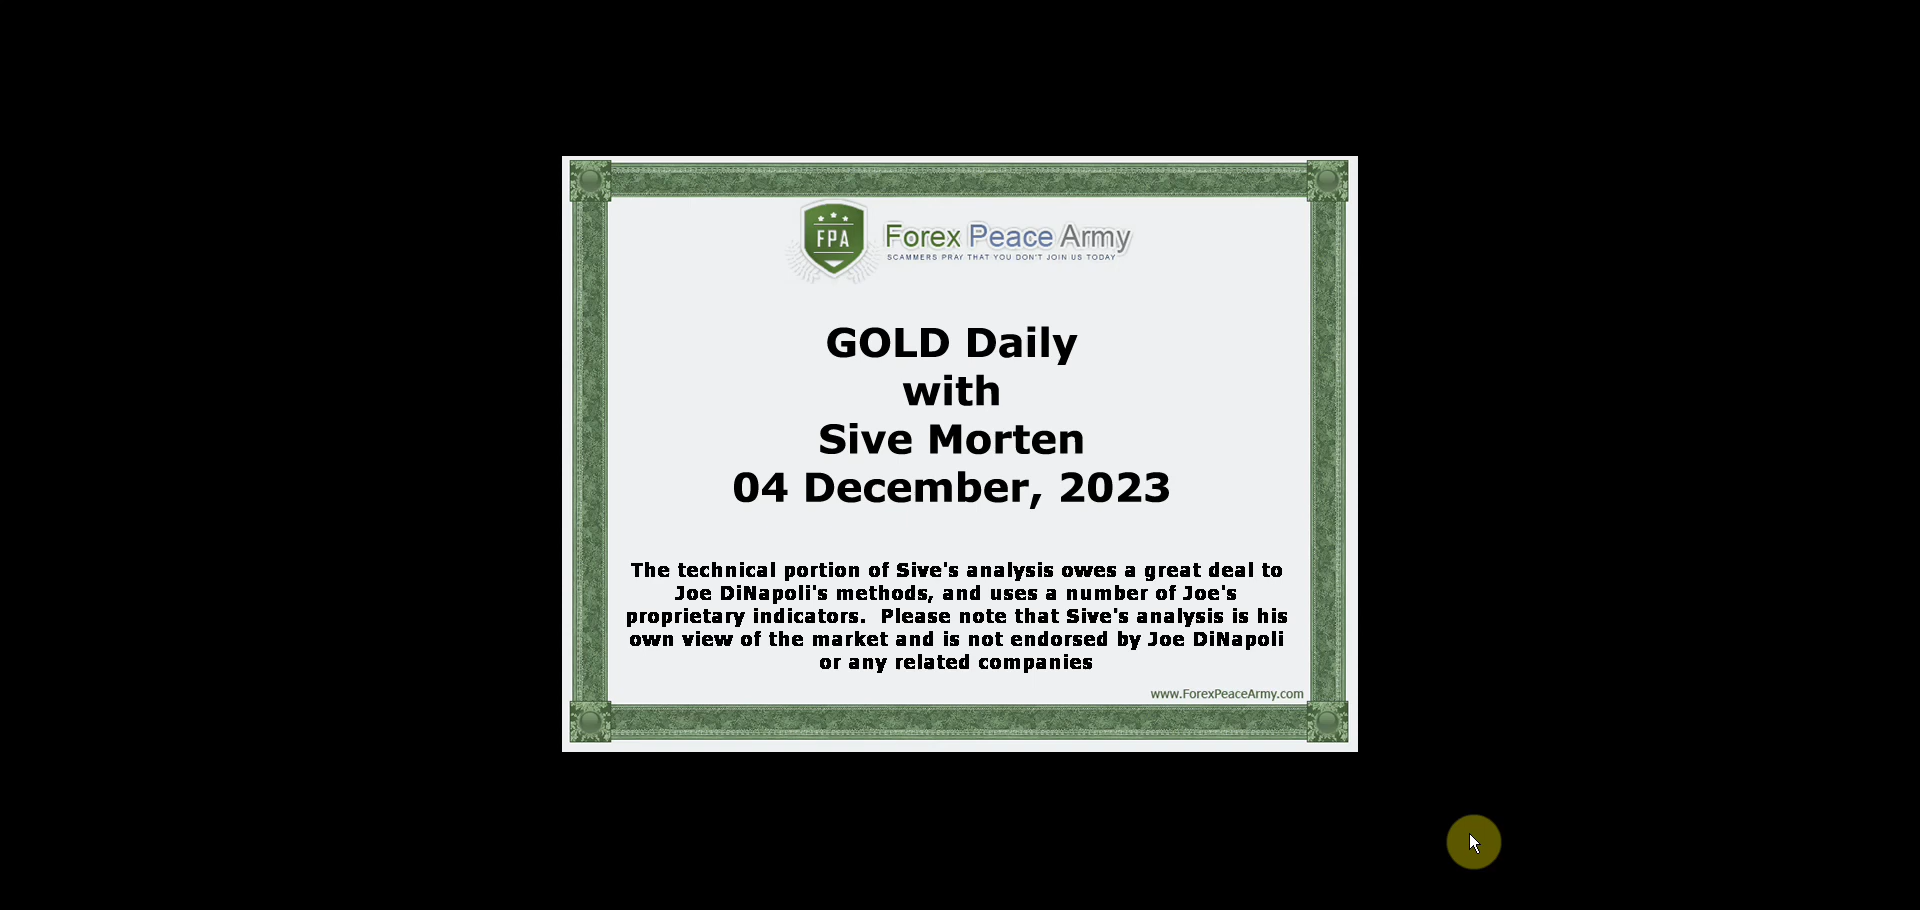 FPA
Forex Peace Army
SCAMMERS PRAY THAT YOU DON'T JOIN US TODAY
GOLD Daily
with
Sive Morten
04 December, 2023
The technical portion of Sive's analysis owes a great deal to
Joe DiNapoli's methods, and uses a number of Joe's
proprietary indicators.  Please note that Sive's analysis is his
own view of the market and is not endorsed by Joe DiNapoli
or any related companies
www.ForexPeaceArmy.com